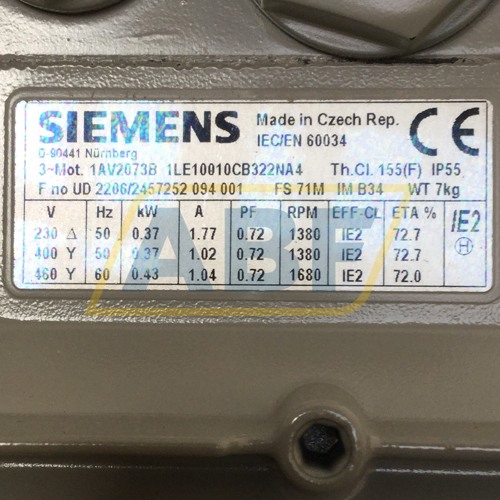 SIEMENS
Made in Czech Rep.
IEC/EN 60034
CE
D-90441 Nürnberg
3~Mot. 1AV2073B 1LE10010CB322NA4 Th.Cl. 155(F) IP55
F no UD 2206/2457252 094 001 FS 71M IM B34 WT 7kg
V Hz kW A PF RPM EFF-CL ETA %
230 Δ 50 0.37 1.77 0.72 1380 IE2 72.7
400 Y 50 0.37 1.02 0.72 1380 IE2 72.7
460 Y 60 0.43 1.04 0.72 1680 IE2 72.0
IE2
H
ABF